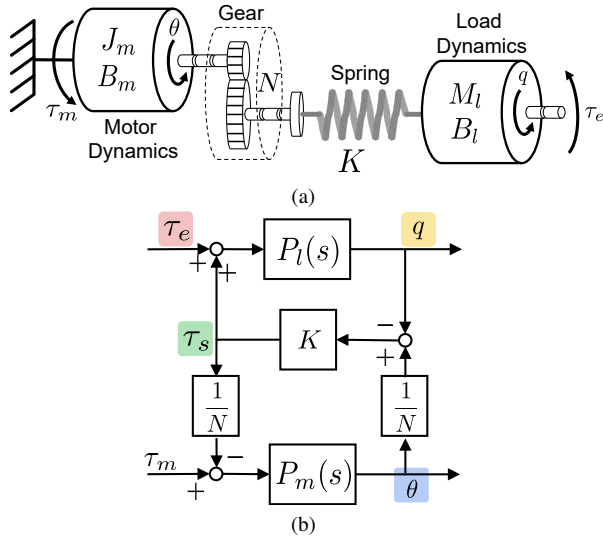 Gear
Load
Dynamics
θ
J_m
B_m
N
Spring
M_l
B_l
q
τ_m
τ_e
Motor
Dynamics
K
(a)
τ_e
+
+
P_l(s)
q
τ_s
K
−
+
1/N
1/N
τ_m
+
−
P_m(s)
θ
(b)